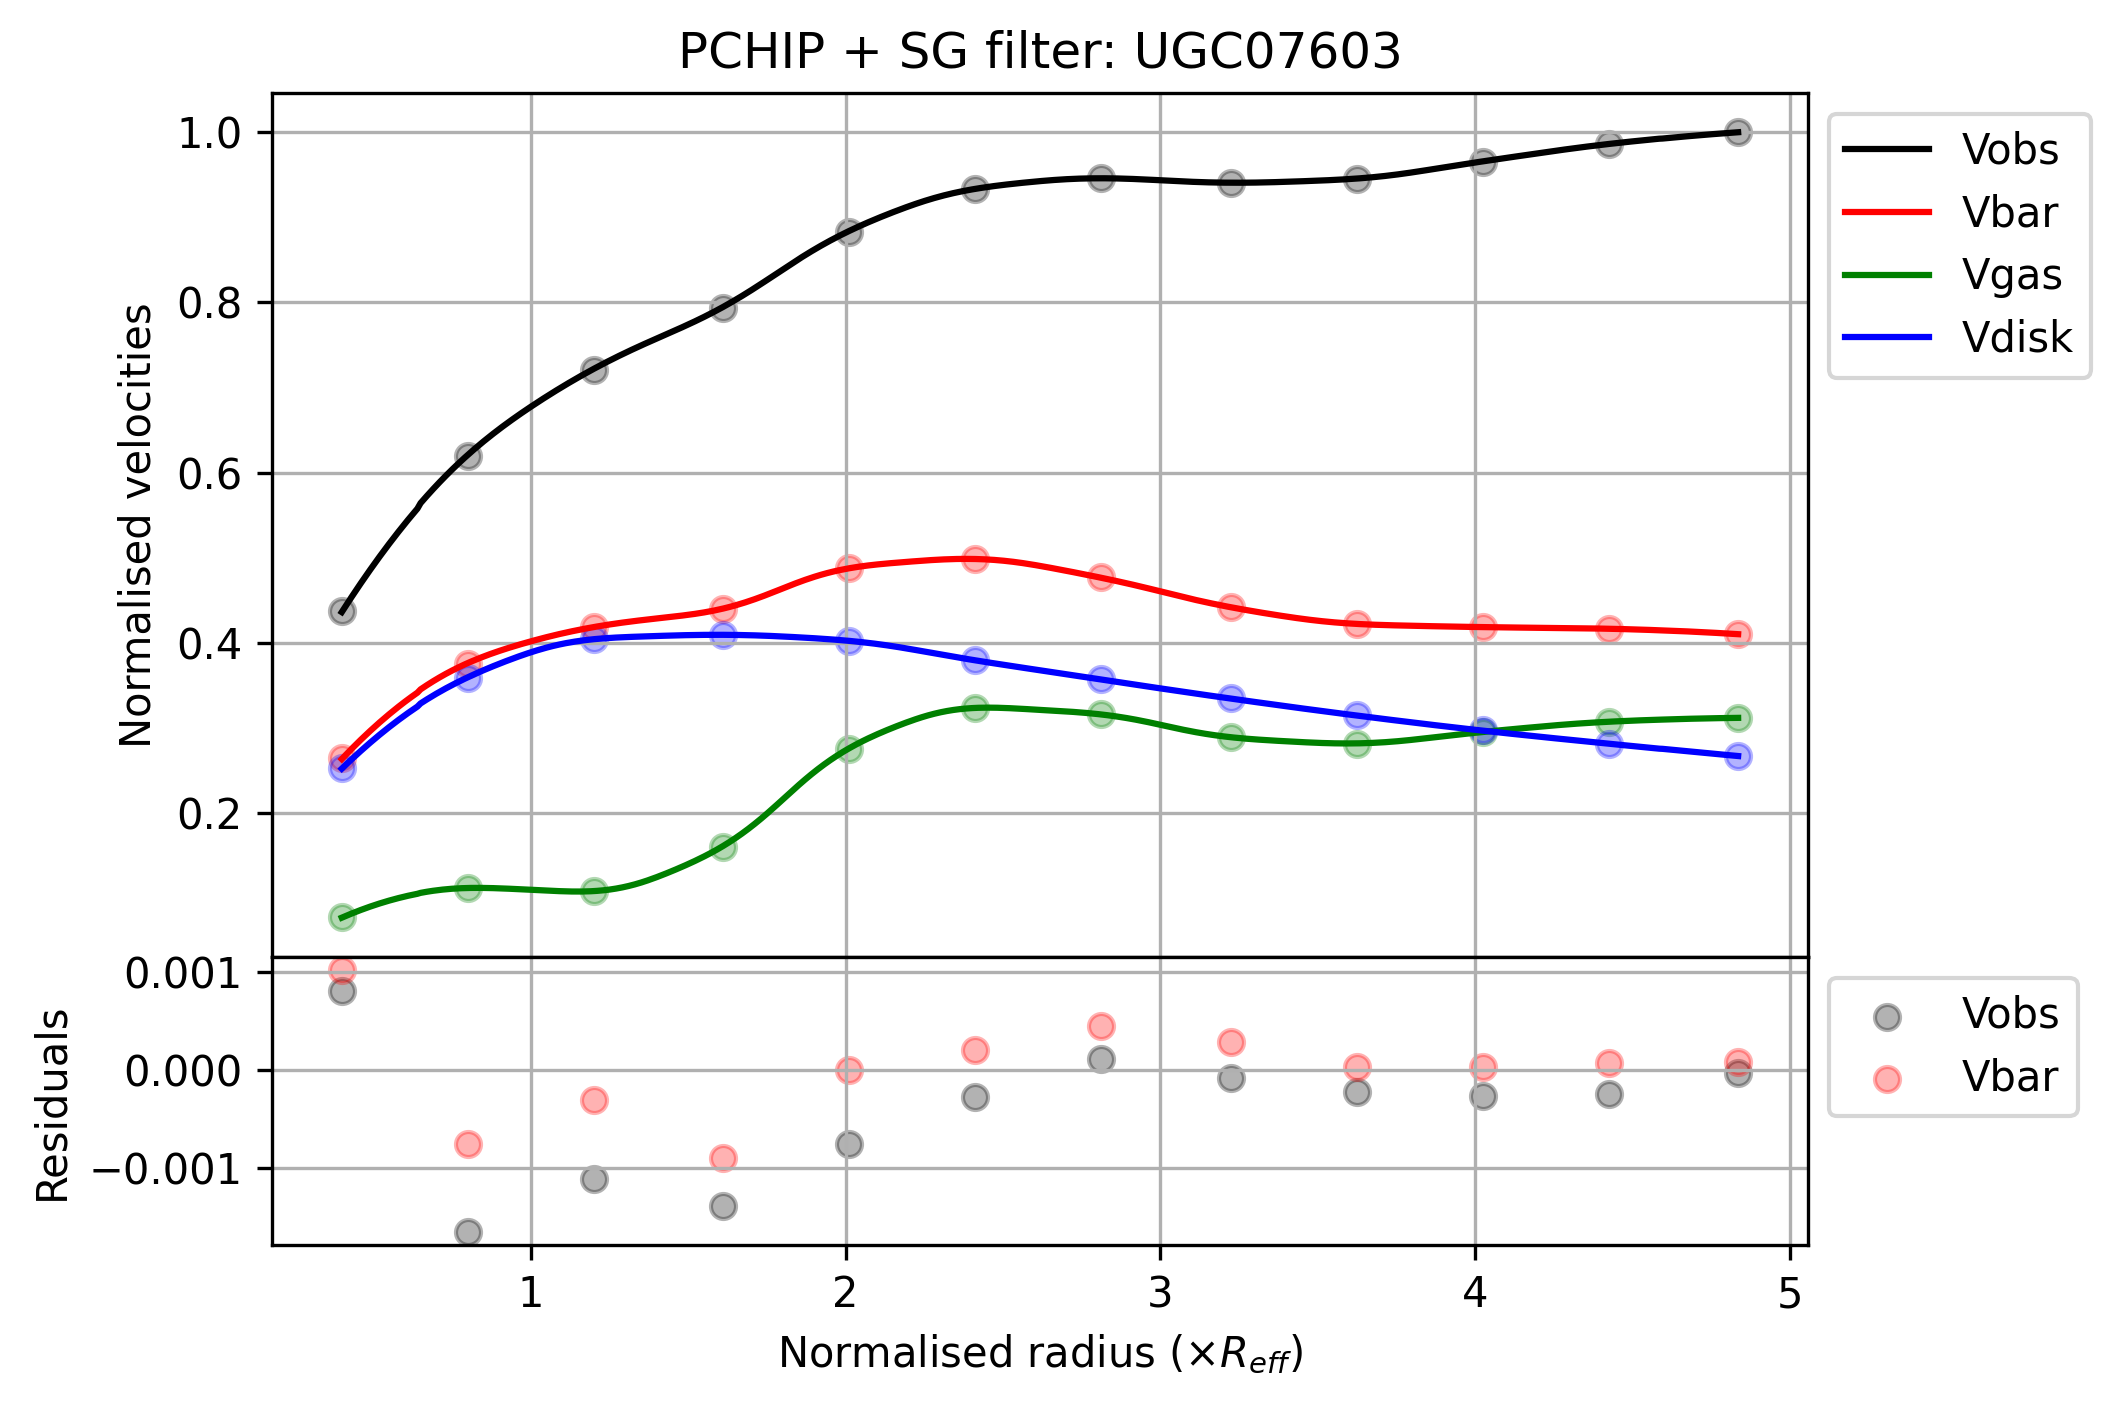 PCHIP + SG filter: UGC07603
Normalised velocities
1.0
0.8
0.6
0.4
0.2
Vobs
Vbar
Vgas
Vdisk
Residuals
0.001
0.000
−0.001
Vobs
Vbar
1 2 3 4 5
Normalised radius (×R_eff)